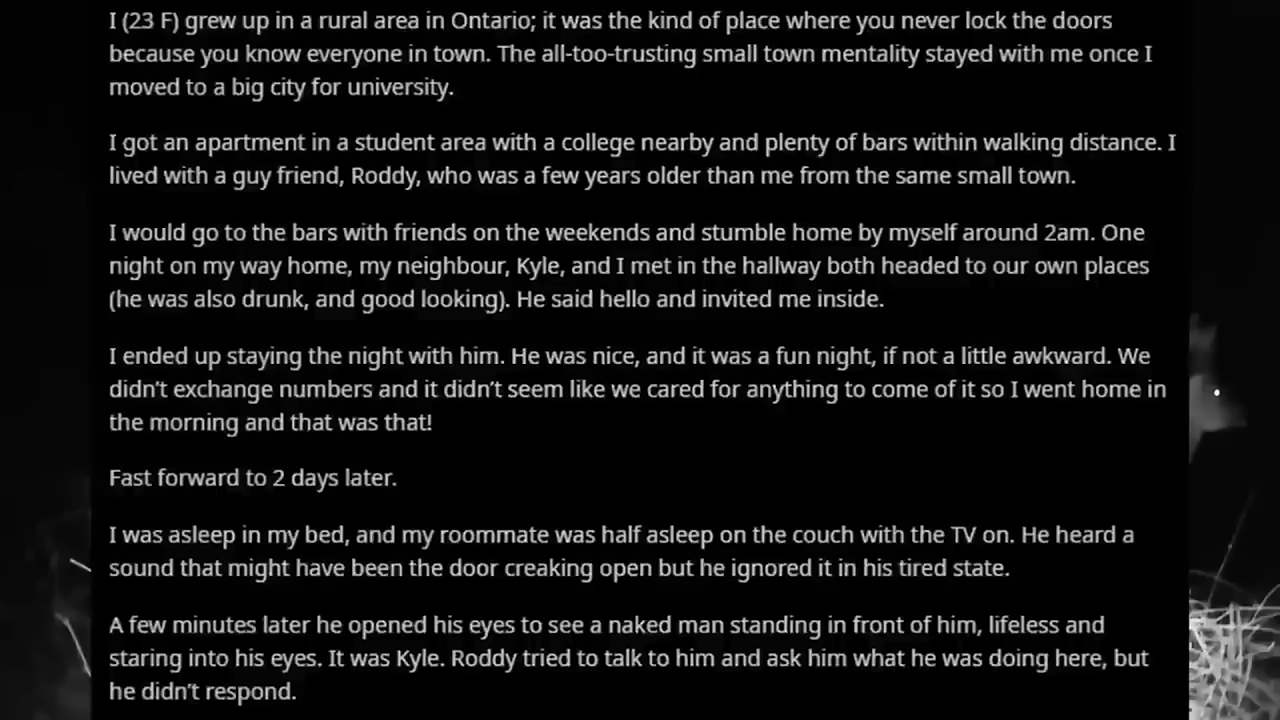 I (23 F) grew up in a rural area in Ontario; it was the kind of place where you never lock the doors
because you know everyone in town. The all-too-trusting small town mentality stayed with me once I
moved to a big city for university.
I got an apartment in a student area with a college nearby and plenty of bars within walking distance. I
lived with a guy friend, Roddy, who was a few years older than me from the same small town.
I would go to the bars with friends on the weekends and stumble home by myself around 2am. One
night on my way home, my neighbour, Kyle, and I met in the hallway both headed to our own places
(he was also drunk, and good looking). He said hello and invited me inside.
I ended up staying the night with him. He was nice, and it was a fun night, if not a little awkward. We
didn’t exchange numbers and it didn’t seem like we cared for anything to come of it so I went home in
the morning and that was that!
Fast forward to 2 days later.
I was asleep in my bed, and my roommate was half asleep on the couch with the TV on. He heard a
sound that might have been the door creaking open but he ignored it in his tired state.
A few minutes later he opened his eyes to see a naked man standing in front of him, lifeless and
staring into his eyes. It was Kyle. Roddy tried to talk to him and ask him what he was doing here, but
he didn’t respond.